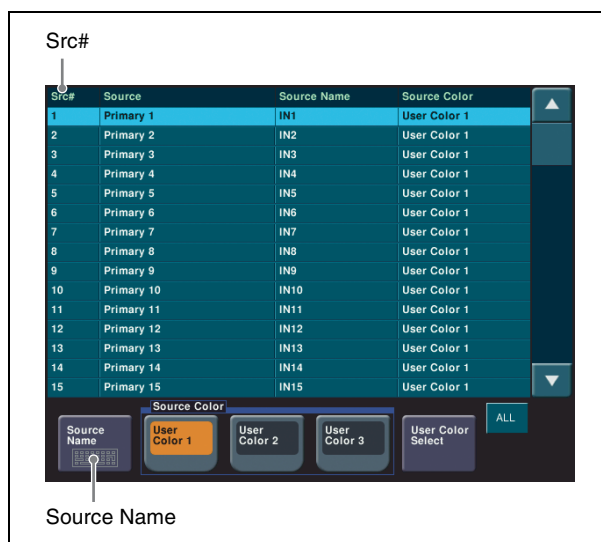 Src#
Src# Source Source Name Source Color
1 Primary 1 IN1 User Color 1
2 Primary 2 IN2 User Color 1
3 Primary 3 IN3 User Color 1
4 Primary 4 IN4 User Color 1
5 Primary 5 IN5 User Color 1
6 Primary 6 IN6 User Color 1
7 Primary 7 IN7 User Color 1
8 Primary 8 IN8 User Color 1
9 Primary 9 IN9 User Color 1
10 Primary 10 IN10 User Color 1
11 Primary 11 IN11 User Color 1
12 Primary 12 IN12 User Color 1
13 Primary 13 IN13 User Color 1
14 Primary 14 IN14 User Color 1
15 Primary 15 IN15 User Color 1
Source Color
Source
Name
User
Color 1
User
Color 2
User
Color 3
User Color
Select
ALL
Source Name